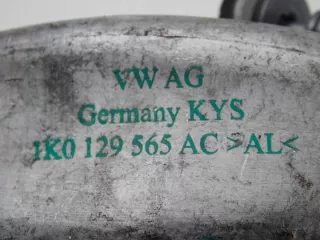 VW AG
Germany KYS
1K0 129 565 AC >AL<